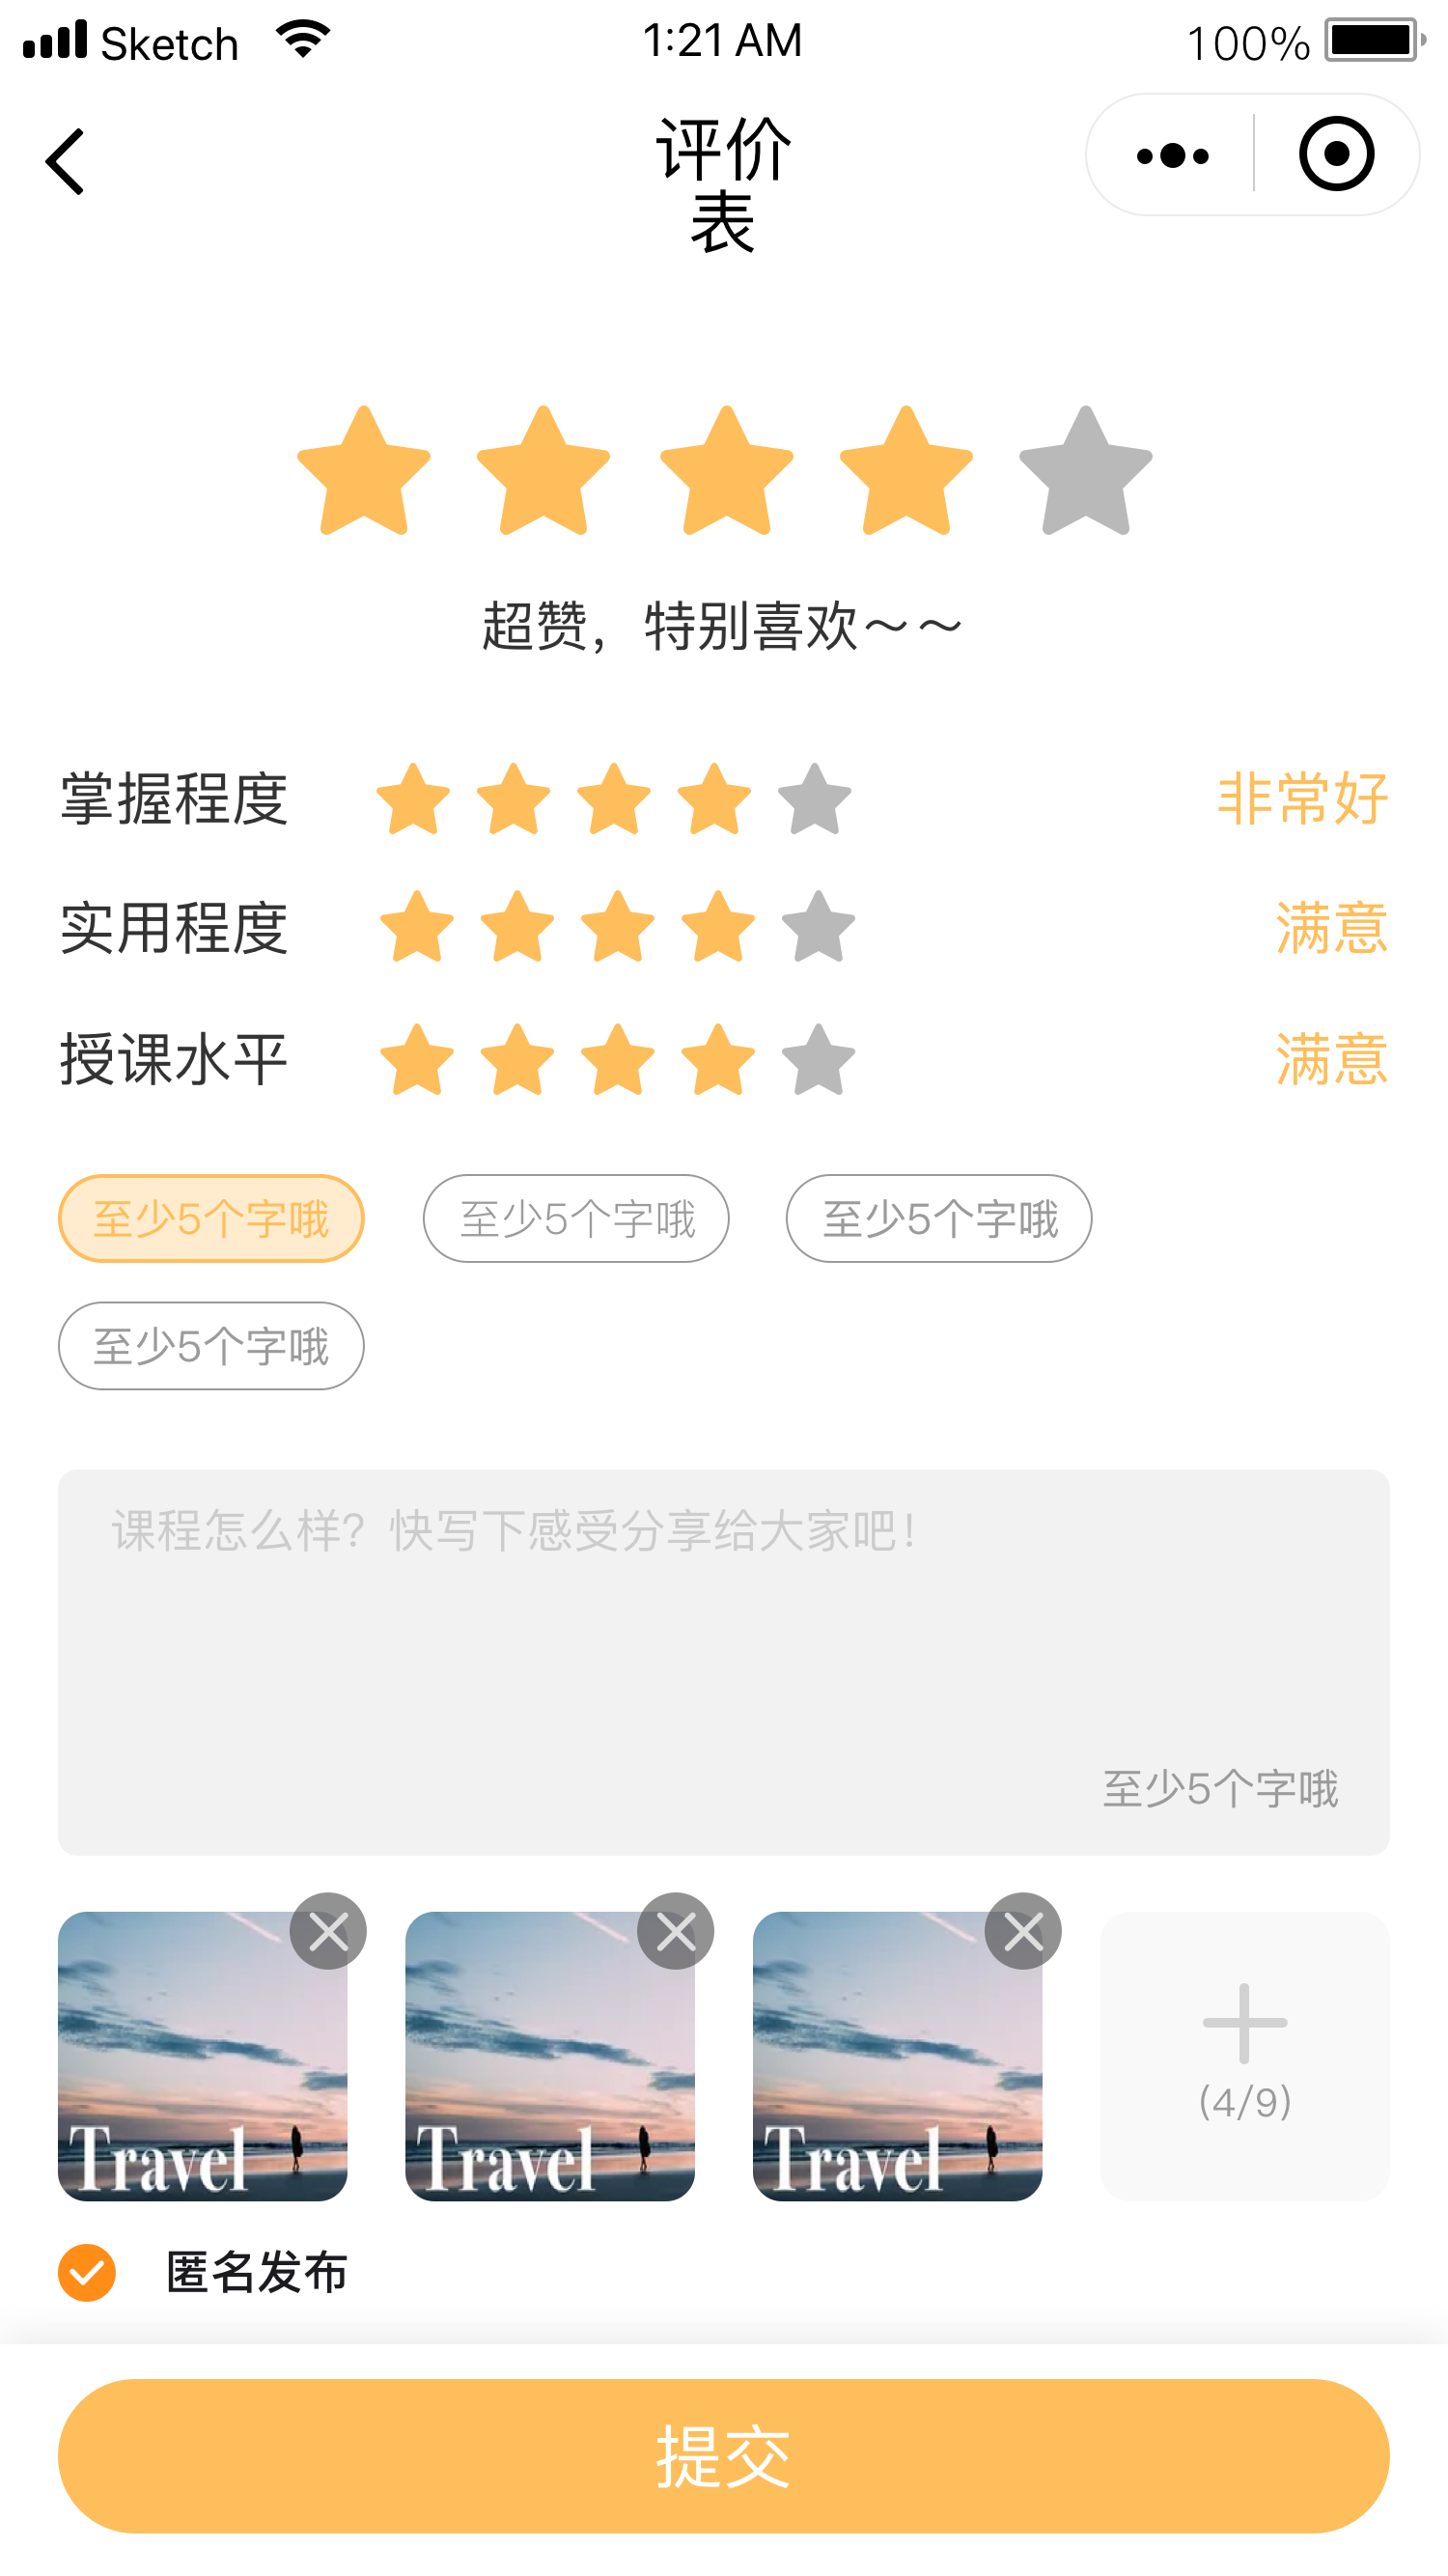 Sketch 1:21 AM 100%
评价
表
超赞，特别喜欢～～
掌握程度 非常好
实用程度 满意
授课水平 满意
至少5个字哦 至少5个字哦 至少5个字哦
至少5个字哦
课程怎么样？快写下感受分享给大家吧！
至少5个字哦
Travel Travel Travel
(4/9)
匿名发布
提交